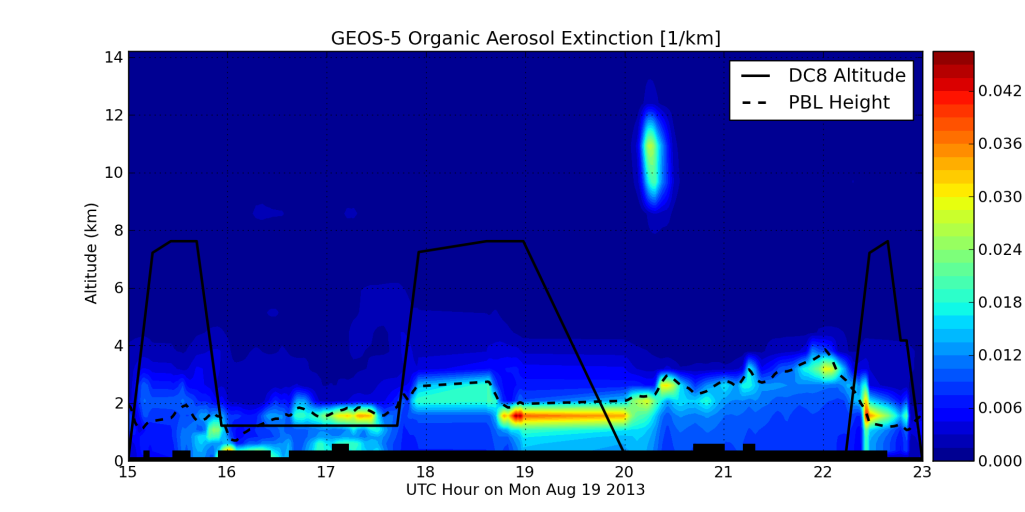 GEOS-5 Organic Aerosol Extinction [1/km]
DC8 Altitude
PBL Height
Altitude (km)
14
12
10
8
6
4
2
0
15 16 17 18 19 20 21 22 23
UTC Hour on Mon Aug 19 2013
0.042
0.036
0.030
0.024
0.018
0.012
0.006
0.000